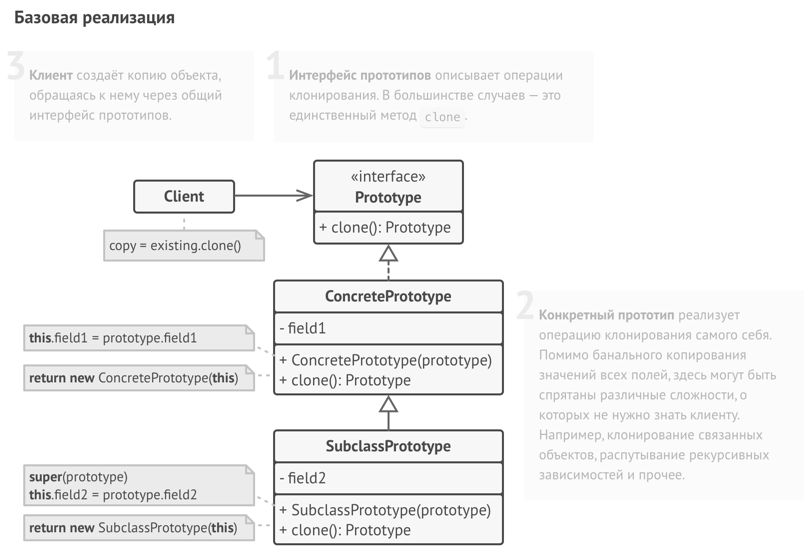 Базовая реализация
3
Клиент создаёт копию объекта,
обращаясь к нему через общий
интерфейс прототипов.
1
Интерфейс прототипов описывает операции
клонирования. В большинстве случаев — это
единственный метод clone.
Client
copy = existing.clone()
«interface»
Prototype
+ clone(): Prototype
ConcretePrototype
- field1
+ ConcretePrototype(prototype)
+ clone(): Prototype
this.field1 = prototype.field1
return new ConcretePrototype(this)
2
Конкретный прототип реализует
операцию клонирования самого себя.
Помимо банального копирования
значений всех полей, здесь могут быть
спрятаны различные сложности, о
которых не нужно знать клиенту.
Например, клонирование связанных
объектов, распутывание рекурсивных
зависимостей и прочее.
SubclassPrototype
- field2
+ SubclassPrototype(prototype)
+ clone(): Prototype
super(prototype)
this.field2 = prototype.field2
return new SubclassPrototype(this)